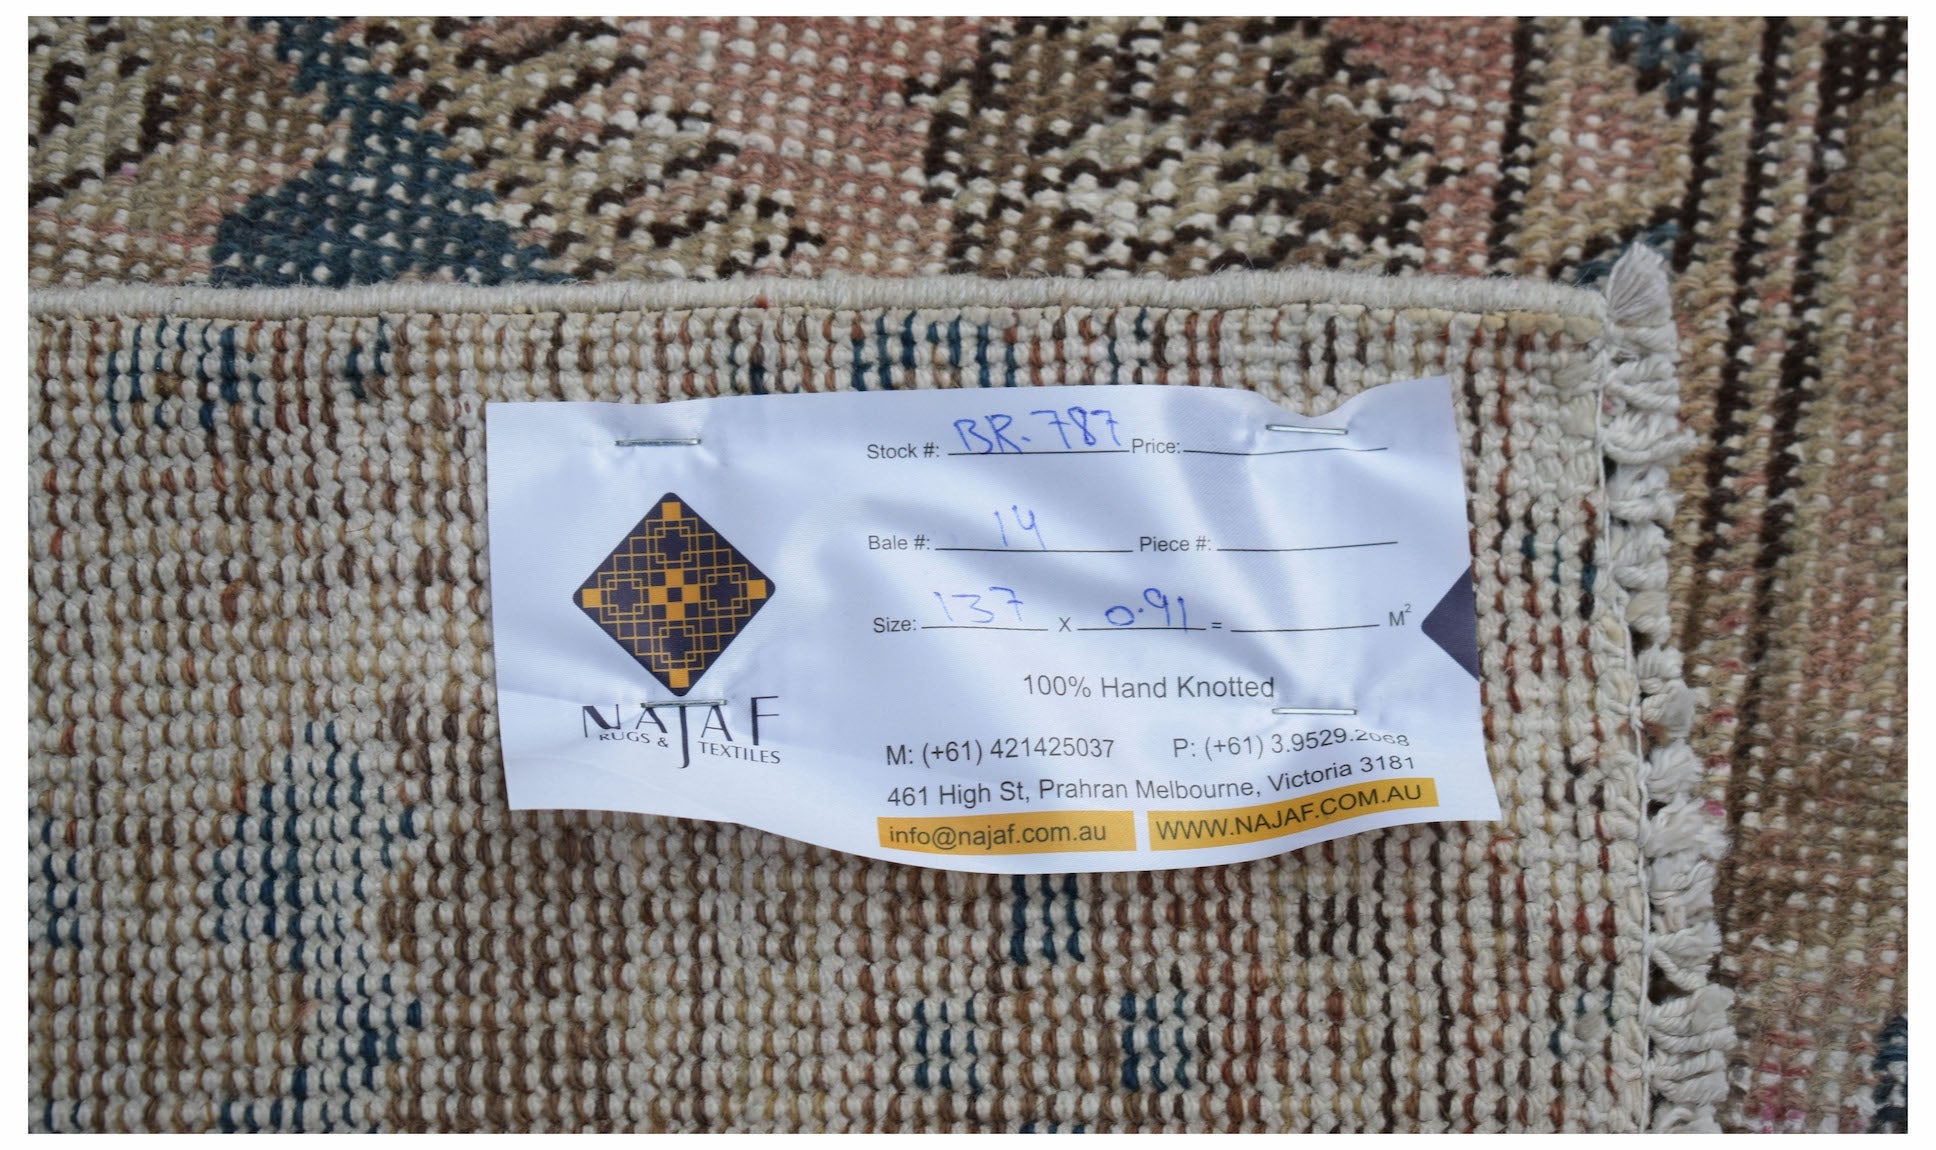 Stock #: BR-787 Price:
Bale #: 14 Piece #:
Size: 137 X 0.91 = M²
100% Hand Knotted
NAJAF
RUGS & TEXTILES
M: (+61) 421425037 P: (+61) 3.9529.2068
461 High St, Prahran Melbourne, Victoria 3181
info@najaf.com.au WWW.NAJAF.COM.AU